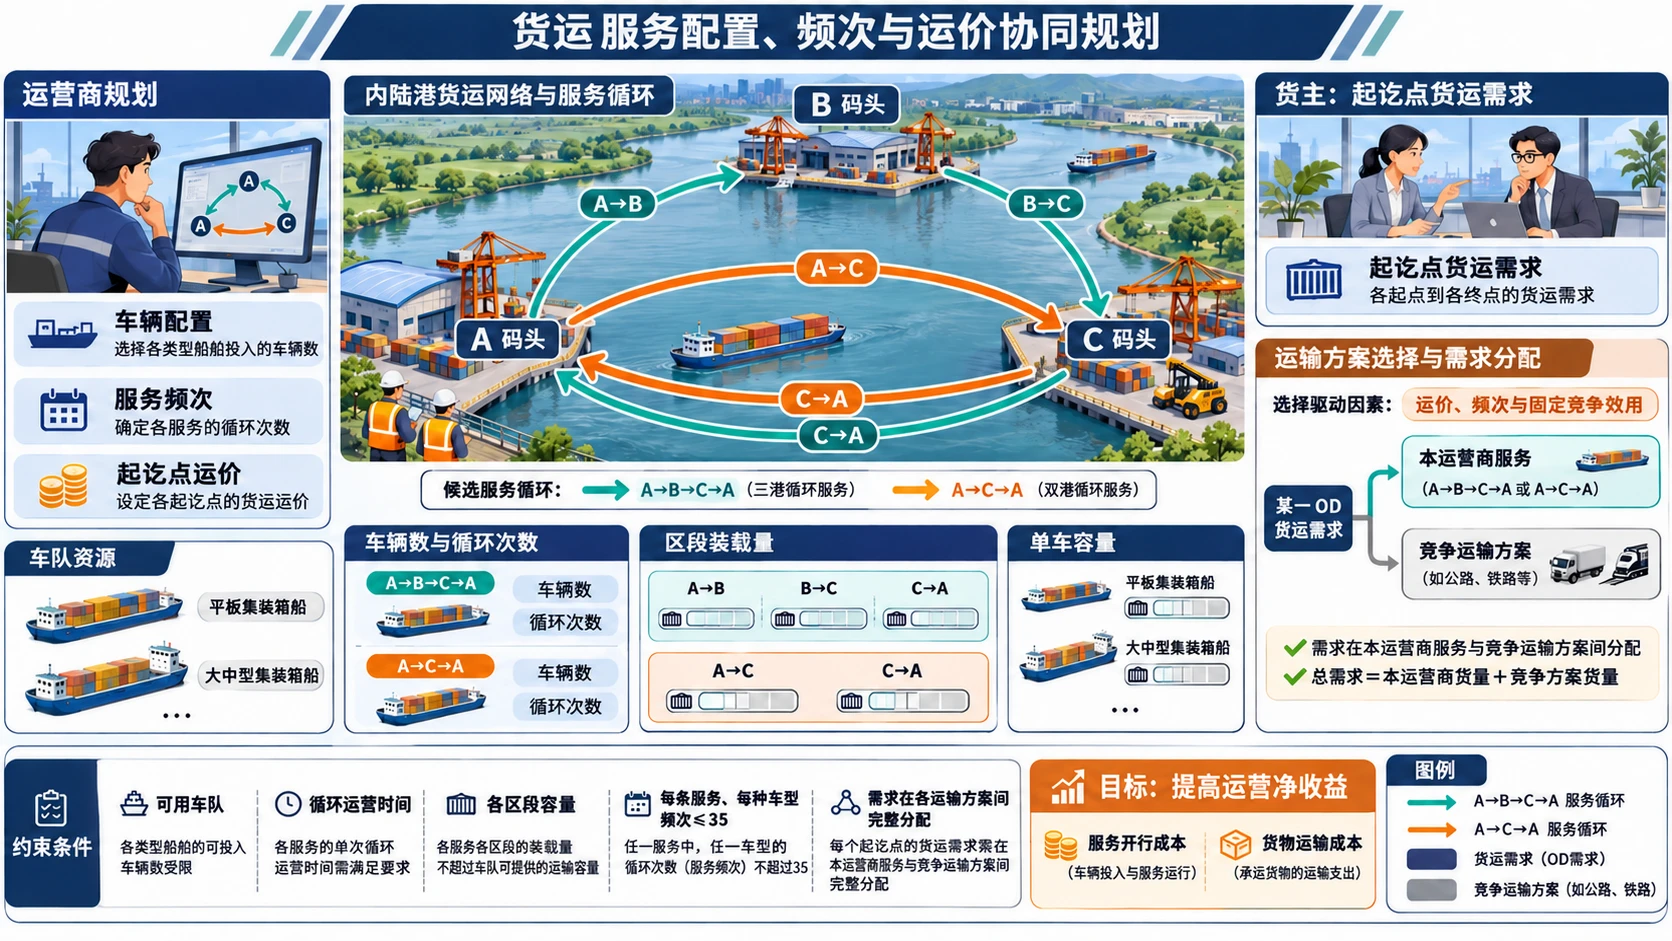 货运服务配置、频次与运价协同规划
运营商规划
A
A
C
车辆配置
选择各类型船舶投入的车辆数
服务频次
确定各服务的循环次数
起讫点运价
设定各起讫点的货运运价
内陆港货运网络与服务循环
B 码头
A→B
B→C
A→C
A 码头
C 码头
C→A
C→A
候选服务循环：
A→B→C→A（三港循环服务）
A→C→A（双港循环服务）
货主：起讫点货运需求
起讫点货运需求
各起点到各终点的货运需求
运输方案选择与需求分配
选择驱动因素：
运价、频次与固定竞争效用
某一 OD
货运需求
本运营商服务
（A→B→C→A 或 A→C→A）
竞争运输方案
（如公路、铁路等）
需求在本运营商服务与竞争运输方案间分配
总需求＝本运营商货量＋竞争方案货量
车队资源
平板集装箱船
大中型集装箱船
...
车辆数与循环次数
A→B→C→A
车辆数
循环次数
A→C→A
车辆数
循环次数
区段装载量
A→B
B→C
C→A
A→C
C→A
单车容量
平板集装箱船
大中型集装箱船
...
约束条件
可用车队
各类型船舶的可投入
车辆数受限
循环运营时间
各服务的单次循环
运营时间需满足要求
各区段容量
各服务各区段的装载量
不超过车队可提供的运输容量
每条服务、每种车型
频次≤35
任一服务中，任一车型的
循环次数（服务频次）不超过35
需求在各运输方案间
完整分配
每个起讫点的货运需求需在
本运营商服务与竞争运输方案间
完整分配
目标：提高运营净收益
服务开行成本
（车辆投入与服务运行）
货物运输成本
（承运货物的运输支出）
图例
A→B→C→A 服务循环
A→C→A 服务循环
货运需求（OD需求）
竞争运输方案（如公路、铁路）